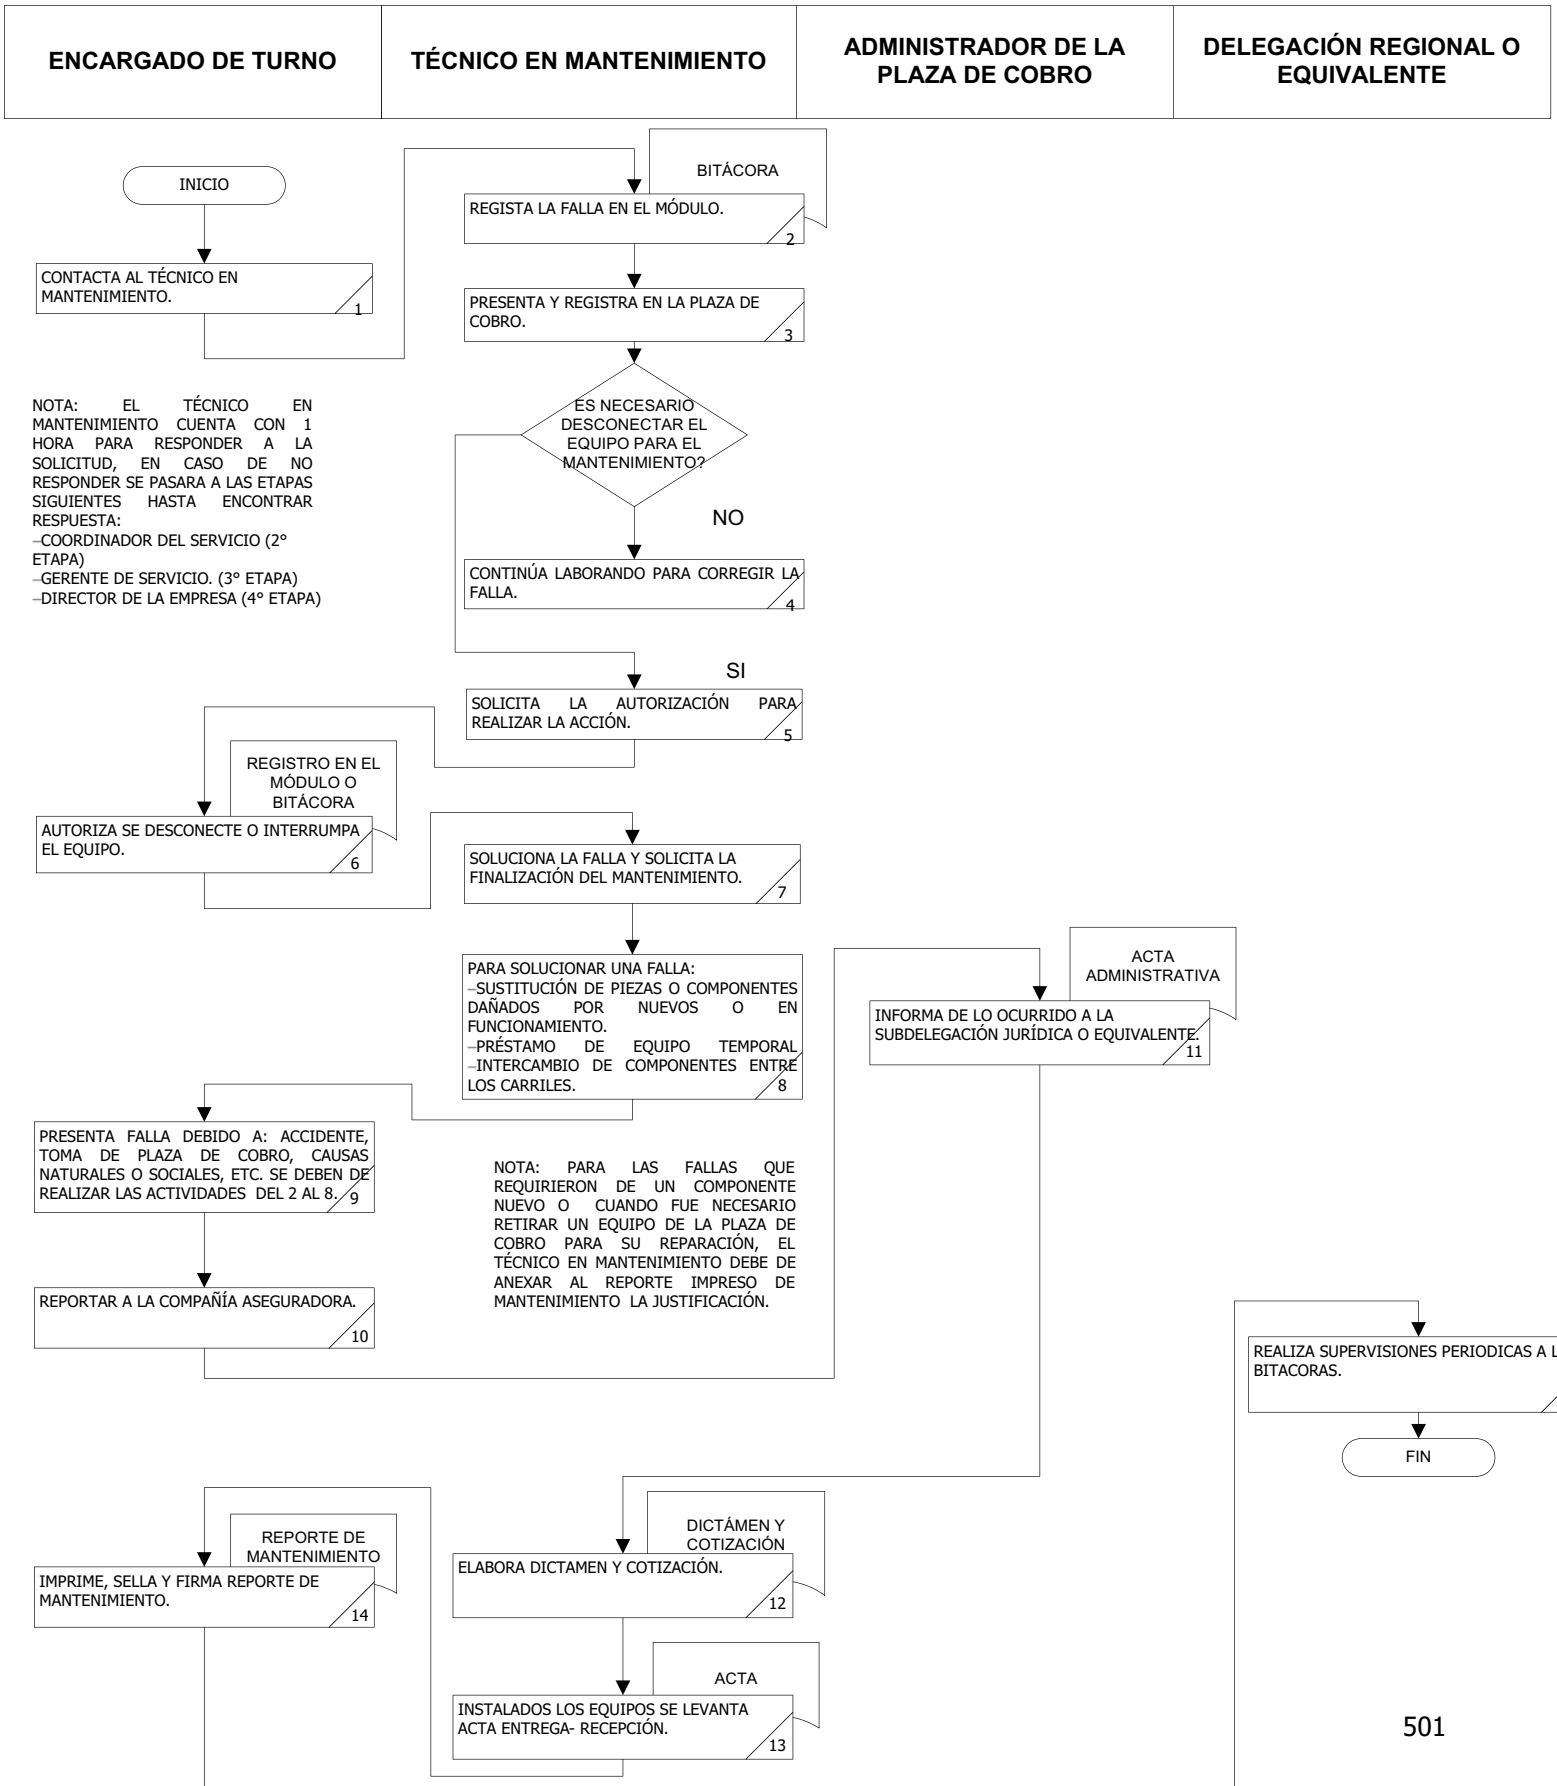 ENCARGADO DE TURNO
TÉCNICO EN MANTENIMIENTO
ADMINISTRADOR DE LA
PLAZA DE COBRO
DELEGACIÓN REGIONAL O
EQUIVALENTE
INICIO
CONTACTA AL TÉCNICO EN
MANTENIMIENTO.
1
BITÁCORA
REGISTA LA FALLA EN EL MÓDULO.
2
PRESENTA Y REGISTRA EN LA PLAZA DE
COBRO.
3
NOTA: EL TÉCNICO EN
MANTENIMIENTO CUENTA CON 1
HORA PARA RESPONDER A LA
SOLICITUD, EN CASO DE NO
RESPONDER SE PASARA A LAS ETAPAS
SIGUIENTES HASTA ENCONTRAR
RESPUESTA:
–COORDINADOR DEL SERVICIO (2°
ETAPA)
–GERENTE DE SERVICIO. (3° ETAPA)
–DIRECTOR DE LA EMPRESA (4° ETAPA)
ES NECESARIO
DESCONECTAR EL
EQUIPO PARA EL
MANTENIMIENTO?
NO
CONTINÚA LABORANDO PARA CORREGIR LA
FALLA.
4
SI
SOLICITA LA AUTORIZACIÓN PARA
REALIZAR LA ACCIÓN.
5
REGISTRO EN EL
MÓDULO O
BITÁCORA
AUTORIZA SE DESCONECTE O INTERRUMPA
EL EQUIPO.
6
SOLUCIONA LA FALLA Y SOLICITA LA
FINALIZACIÓN DEL MANTENIMIENTO.
7
PARA SOLUCIONAR UNA FALLA:
–SUSTITUCIÓN DE PIEZAS O COMPONENTES
DAÑADOS POR NUEVOS O EN
FUNCIONAMIENTO.
–PRÉSTAMO DE EQUIPO TEMPORAL
–INTERCAMBIO DE COMPONENTES ENTRE
LOS CARRILES.
8
ACTA
ADMINISTRATIVA
INFORMA DE LO OCURRIDO A LA
SUBDELEGACIÓN JURÍDICA O EQUIVALENTE.
11
PRESENTA FALLA DEBIDO A: ACCIDENTE,
TOMA DE PLAZA DE COBRO, CAUSAS
NATURALES O SOCIALES, ETC. SE DEBEN DE
REALIZAR LAS ACTIVIDADES DEL 2 AL 8.
9
NOTA: PARA LAS FALLAS QUE
REQUIRIERON DE UN COMPONENTE
NUEVO O CUANDO FUE NECESARIO
RETIRAR UN EQUIPO DE LA PLAZA DE
COBRO PARA SU REPARACIÓN, EL
TÉCNICO EN MANTENIMIENTO DEBE DE
ANEXAR AL REPORTE IMPRESO DE
MANTENIMIENTO LA JUSTIFICACIÓN.
REPORTAR A LA COMPAÑÍA ASEGURADORA.
10
REALIZA SUPERVISIONES PERIODICAS A
BITACORAS.
FIN
DICTÁMEN Y
COTIZACIÓN
ELABORA DICTAMEN Y COTIZACIÓN.
12
REPORTE DE
MANTENIMIENTO
IMPRIME, SELLA Y FIRMA REPORTE DE
MANTENIMIENTO.
14
ACTA
INSTALADOS LOS EQUIPOS SE LEVANTA
ACTA ENTREGA- RECEPCIÓN.
13
501